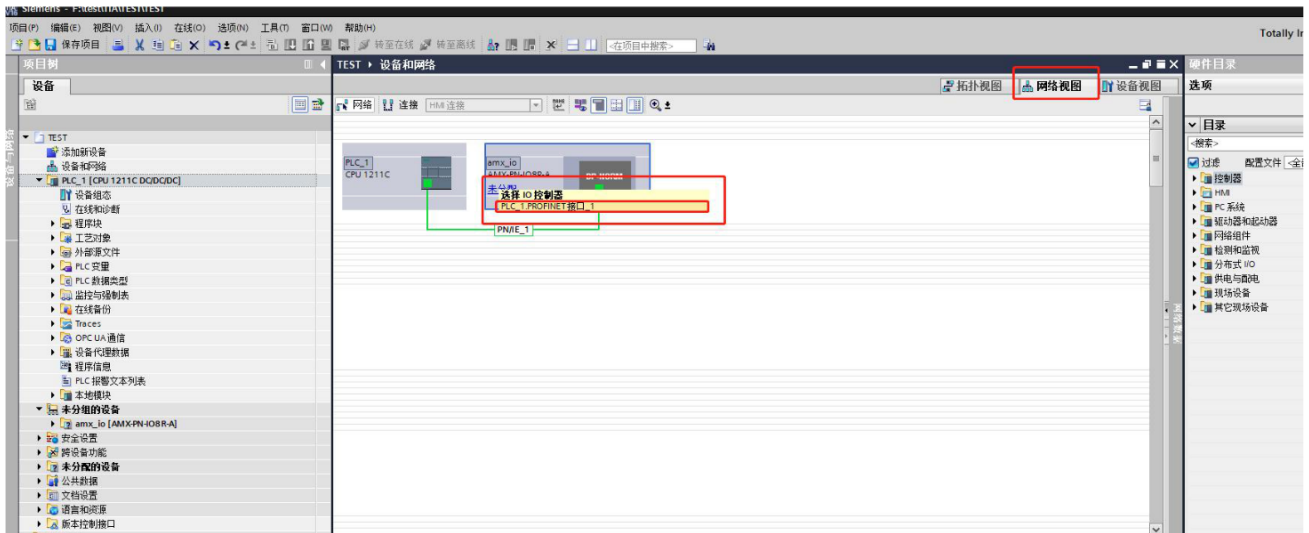 Siemens - F:\test\TIA\TEST\TEST
项目(P) 编辑(E) 视图(V) 插入(I) 在线(O) 选项(N) 工具(T) 窗口(W) 帮助(H)
保存项目 转至在线 转至离线 <在项目中搜索>
Totally In
项目树
TEST ▸ 设备和网络
硬件目录
设备
拓扑视图 网络视图 设备视图
选项
网络 连接 HMI 连接
目录
<搜索>
过滤 配置文件
TEST
添加新设备
设备和网络
PLC_1 [CPU 1211C DC/DC/DC]
设备组态
在线和诊断
程序块
工艺对象
外部源文件
PLC 变量
PLC 数据类型
监控与强制表
在线备份
Traces
OPC UA 通信
设备代理数据
程序信息
PLC 报警文本列表
本地模块
未分组的设备
amx_io [AMX-PN-IO8R-A]
安全设置
跨设备功能
未分配的设备
公共数据
文档设置
语言和资源
版本控制接口
PLC_1
CPU 1211C
amx_io
AMX-PN-IO8R-A
DP-NORM
未分配
选择 IO 控制器
PLC_1.PROFINET接口_1
PN/IE_1
控制器
HMI
PC 系统
驱动器和起动器
网络组件
检测和监视
分布式 I/O
供电与配电
现场设备
其它现场设备